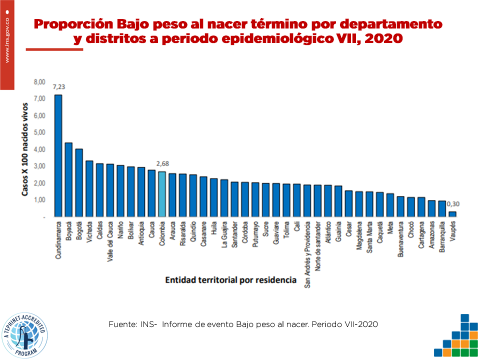 www.ins.gov.co
Proporción Bajo peso al nacer término por departamento
y distritos a periodo epidemiológico VII, 2020
Casos X 100 nacidos vivos
8,00
7,00
6,00
5,00
4,00
3,00
2,00
1,00
-
7,23
2,68
0,30
Cundinamarca
Boyacá
Bogotá
Vichada
Caldas
Valle del Cauca
Nariño
Bolívar
Antioquia
Cauca
Colombia
Arauca
Risaralda
Quindío
Casanare
Huila
La Guajira
Santander
Córdoba
Putumayo
Sucre
Guaviare
Tolima
Cali
San Andrés y Providencia
Norte de santander
Atlántico
Guainía
Cesar
Magdalena
Santa Marta
Caquetá
Meta
Buenaventura
Chocó
Cartagena
Amazonas
Barranquilla
Vaupés
Entidad territorial por residencia
Fuente: INS- Informe de evento Bajo peso al nacer. Periodo VII-2020
A TEPHINET ACCREDITED
PROGRAM